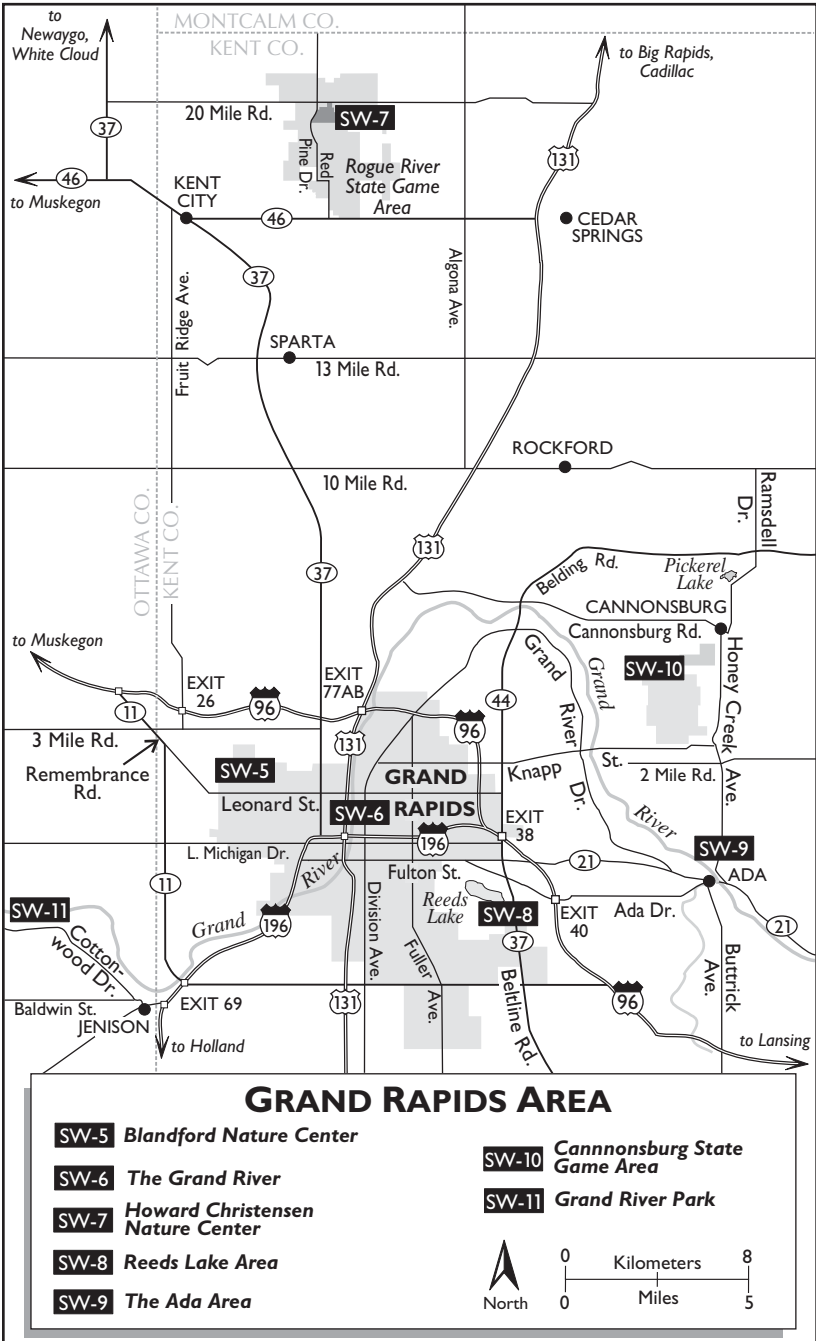 to
Newaygo,
White Cloud
MONTCALM CO.
KENT CO.
to Big Rapids,
Cadillac
20 Mile Rd.
SW-7
37
131
Red
Pine Dr.
Rogue River
State Game
Area
46
to Muskegon
KENT
CITY
46
CEDAR
SPRINGS
37
Algona Ave.
Fruit Ridge Ave.
SPARTA
13 Mile Rd.
ROCKFORD
10 Mile Rd.
Ramsdell
Dr.
OTTAWA CO.
KENT CO.
131
37
Belding Rd.
Pickerel
Lake
CANNONSBURG
Cannonsburg Rd.
to Muskegon
EXIT
26
EXIT
77AB
96
11
44
Grand
River
Dr.
Grand
River
SW-10
Honey Creek
Ave.
3 Mile Rd.
Remembrance
Rd.
131
96
SW-5
GRAND
RAPIDS
Knapp
St.
2 Mile Rd.
Leonard St.
SW-6
EXIT
38
196
L. Michigan Dr.
River
Fulton St.
21
SW-9
ADA
11
Reeds
Lake
SW-8
EXIT
40
Ada Dr.
21
SW-11
Grand
196
Division Ave.
Fuller
Ave.
37
Cotton-
wood Dr.
Beltline Rd.
Buttrick
Ave.
Baldwin St.
JENISON
EXIT 69
131
96
to Holland
to Lansing
GRAND RAPIDS AREA
SW-5 Blandford Nature Center
SW-6 The Grand River
SW-7 Howard Christensen
Nature Center
SW-8 Reeds Lake Area
SW-9 The Ada Area
SW-10 Cannnonsburg State
Game Area
SW-11 Grand River Park
North
0 Kilometers 8
0 Miles 5